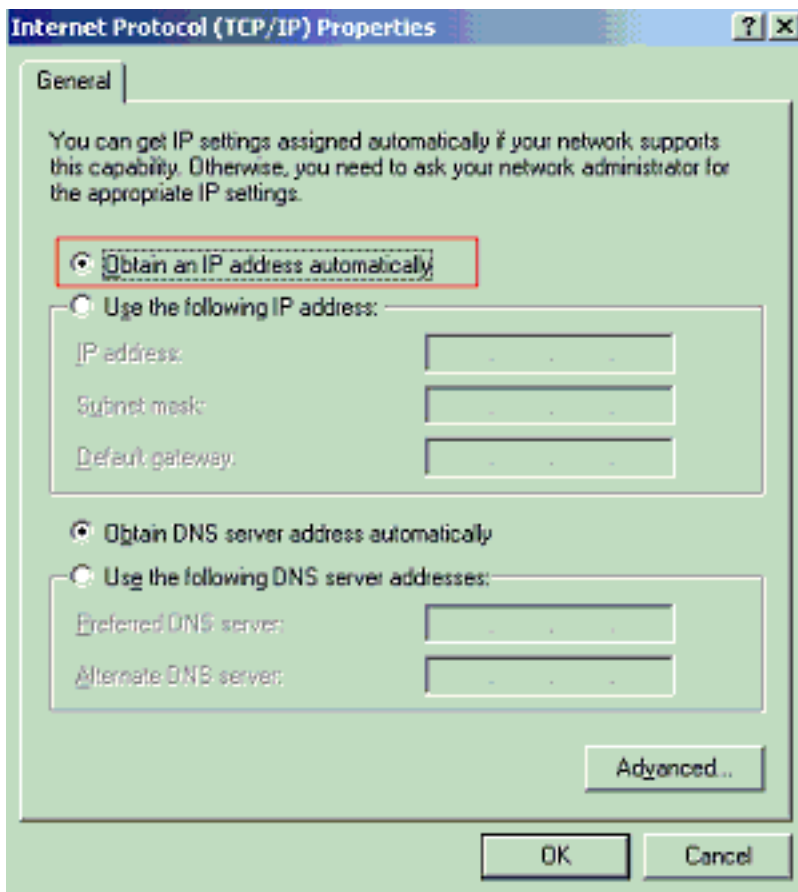 Internet Protocol (TCP/IP) Properties
General
You can get IP settings assigned automatically if your network supports
this capability. Otherwise, you need to ask your network administrator for
the appropriate IP settings.
Obtain an IP address automatically
Use the following IP address:
IP address:
Subnet mask:
Default gateway:
Obtain DNS server address automatically
Use the following DNS server addresses:
Preferred DNS server:
Alternate DNS server:
Advanced...
OK
Cancel